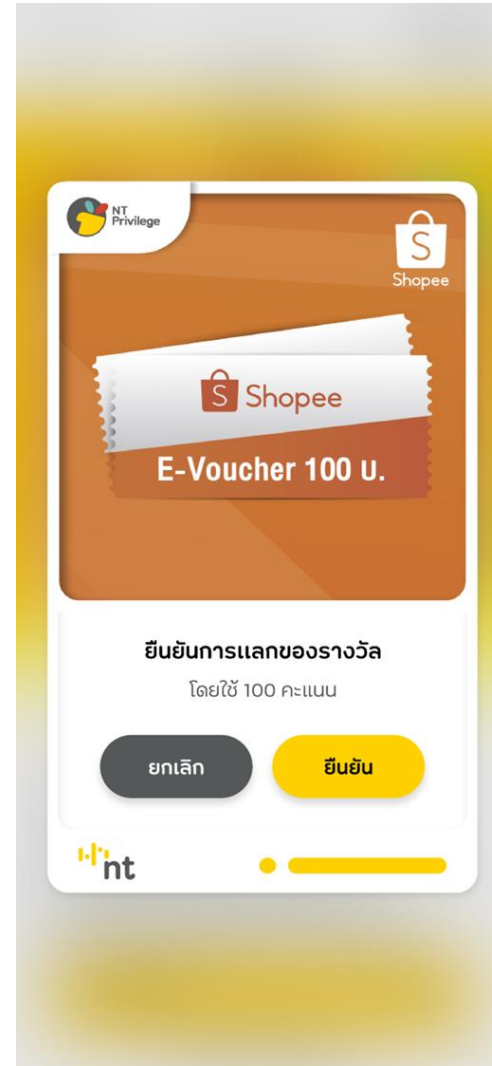 NT
Privilege
S
Shopee
S Shopee
E-Voucher 100 บ.
ยืนยันการแลกของรางวัล
โดยใช้ 100 คะแนน
ยกเลิก
ยืนยัน
nt